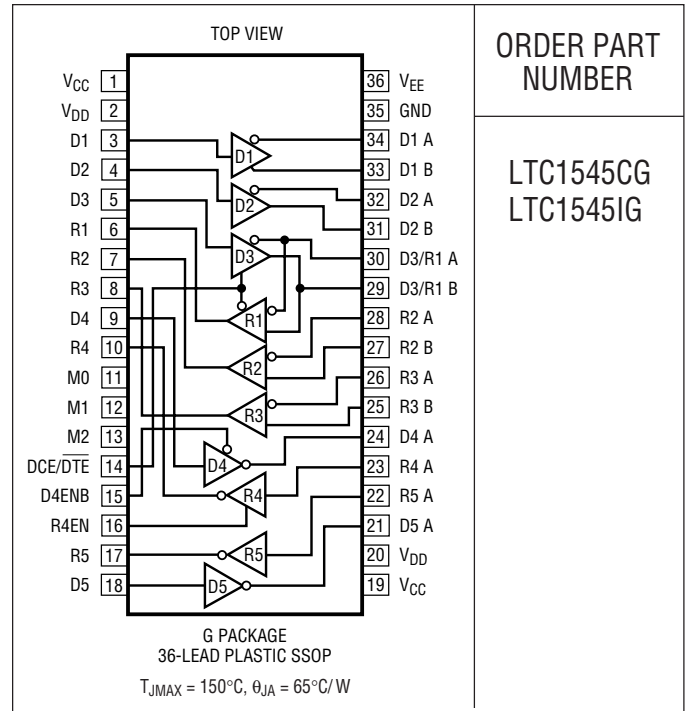 TOP VIEW
ORDER PART
NUMBER
LTC1545CG
LTC1545IG
VCC 1
VDD 2
D1 3
D2 4
D3 5
R1 6
R2 7
R3 8
D4 9
R4 10
M0 11
M1 12
M2 13
DCE/DTE 14
D4ENB 15
R4EN 16
R5 17
D5 18
D1
D2
D3
R1
R2
R3
D4
R4
R5
D5
36 VEE
35 GND
34 D1 A
33 D1 B
32 D2 A
31 D2 B
30 D3/R1 A
29 D3/R1 B
28 R2 A
27 R2 B
26 R3 A
25 R3 B
24 D4 A
23 R4 A
22 R5 A
21 D5 A
20 VDD
19 VCC
G PACKAGE
36-LEAD PLASTIC SSOP
TJMAX = 150°C, θJA = 65°C/W